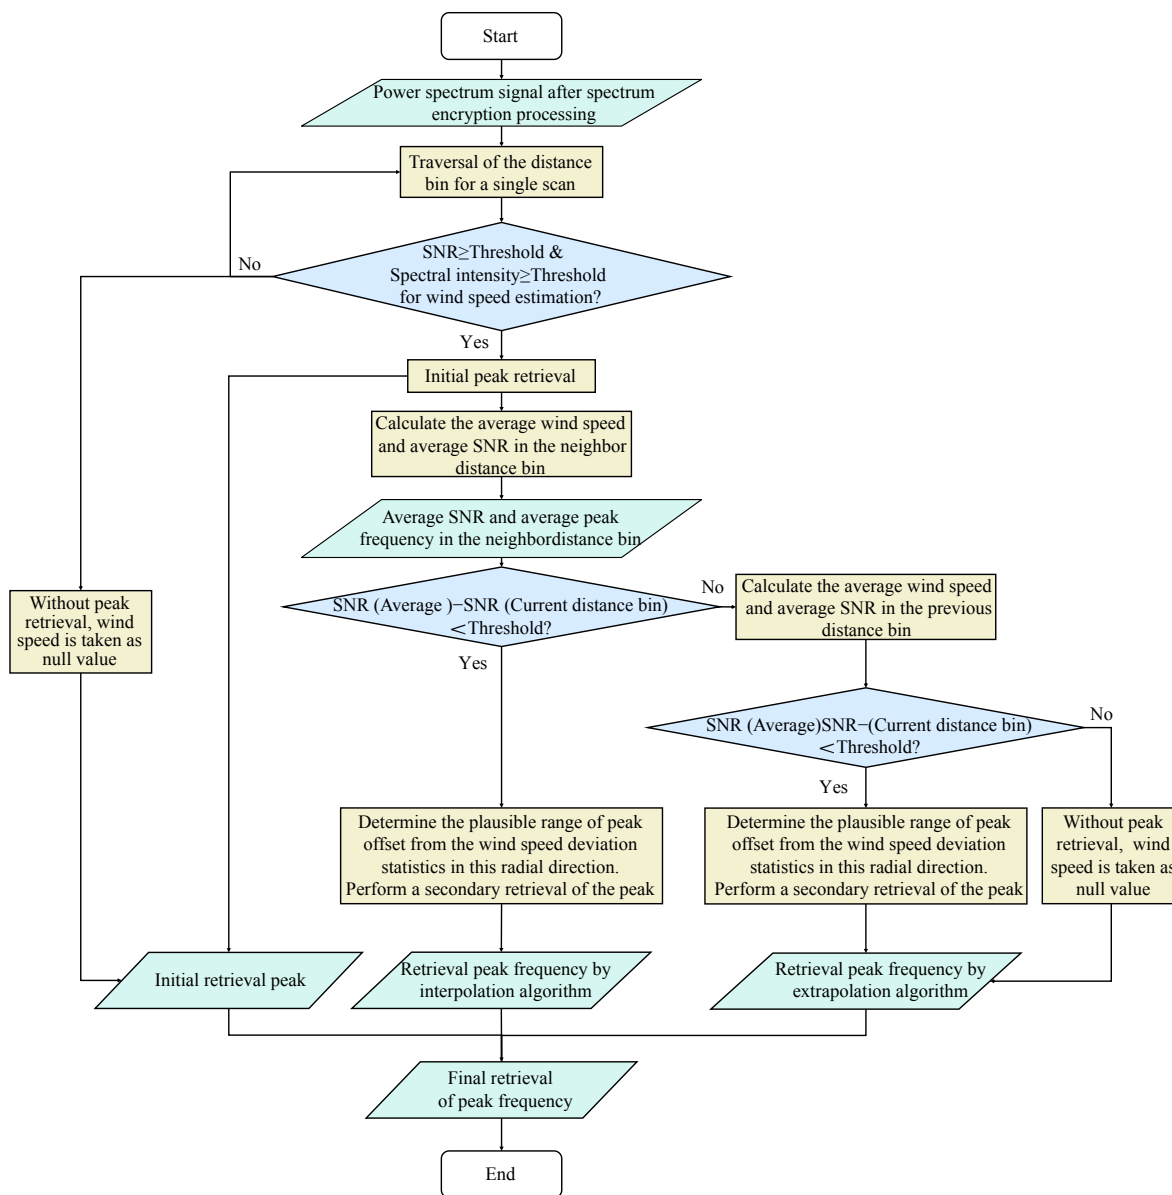 Start
Power spectrum signal after spectrum
encryption processing
Traversal of the distance
bin for a single scan
SNR≥Threshold &
Spectral intensity≥Threshold
for wind speed estimation?
No
Yes
Initial peak retrieval
Calculate the average wind speed
and average SNR in the neighbor
distance bin
Average SNR and average peak
frequency in the neighbordistance bin
SNR (Average )−SNR (Current distance bin)
<Threshold?
No
Yes
Calculate the average wind speed
and average SNR in the previous
distance bin
Without peak
retrieval, wind
speed is taken as
null value
SNR (Average)SNR−(Current distance bin)
<Threshold?
No
Yes
Determine the plausible range of peak
offset from the wind speed deviation
statistics in this radial direction.
Perform a secondary retrieval of the peak
Determine the plausible range of peak
offset from the wind speed deviation
statistics in this radial direction.
Perform a secondary retrieval of the peak
Without peak
retrieval, wind
speed is taken as
null value
Initial retrieval peak
Retrieval peak frequency by
interpolation algorithm
Retrieval peak frequency by
extrapolation algorithm
Final retrieval
of peak frequency
End